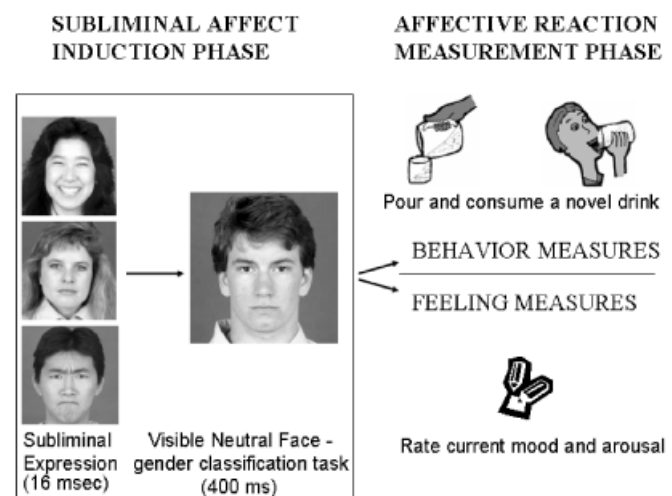 SUBLIMINAL AFFECT
INDUCTION PHASE
AFFECTIVE REACTION
MEASUREMENT PHASE
Pour and consume a novel drink
BEHAVIOR MEASURES
FEELING MEASURES
Rate current mood and arousal
Subliminal
Expression
(16 msec)
Visible Neutral Face -
gender classification task
(400 ms)